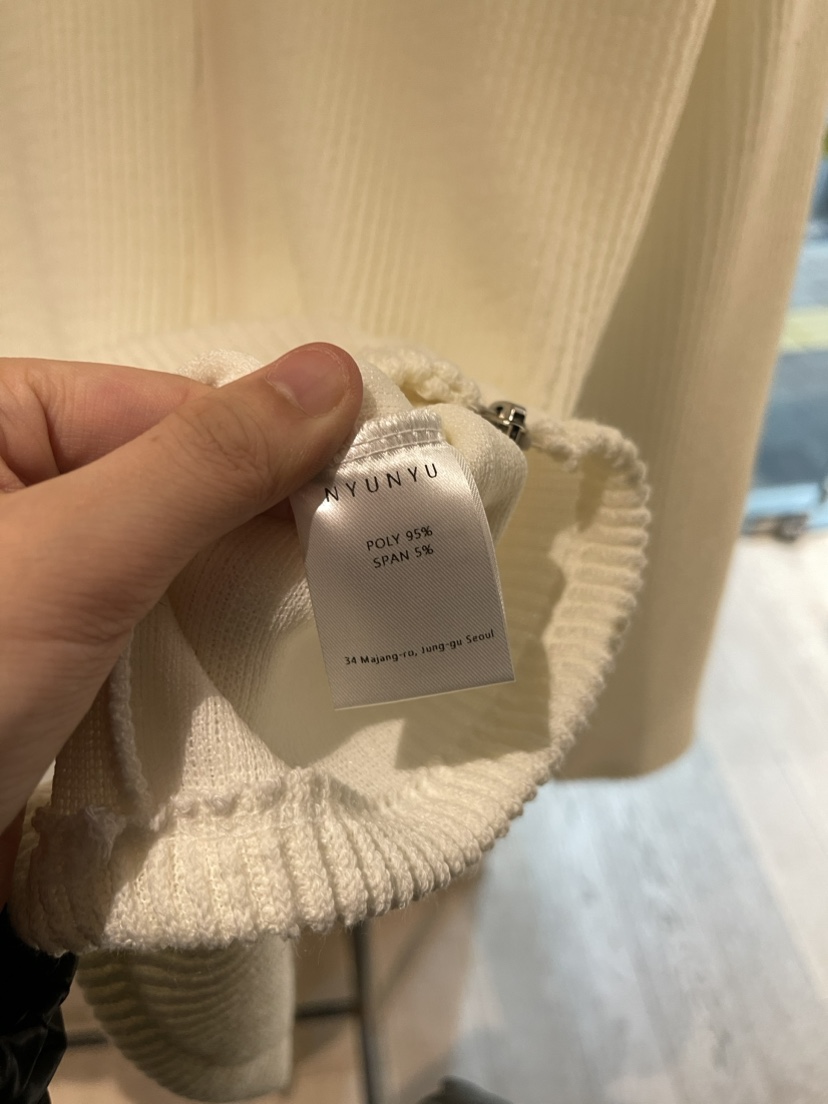 NYUNYU
POLY 95%
SPAN 5%
34 Majang-ro, Jung-gu Seoul